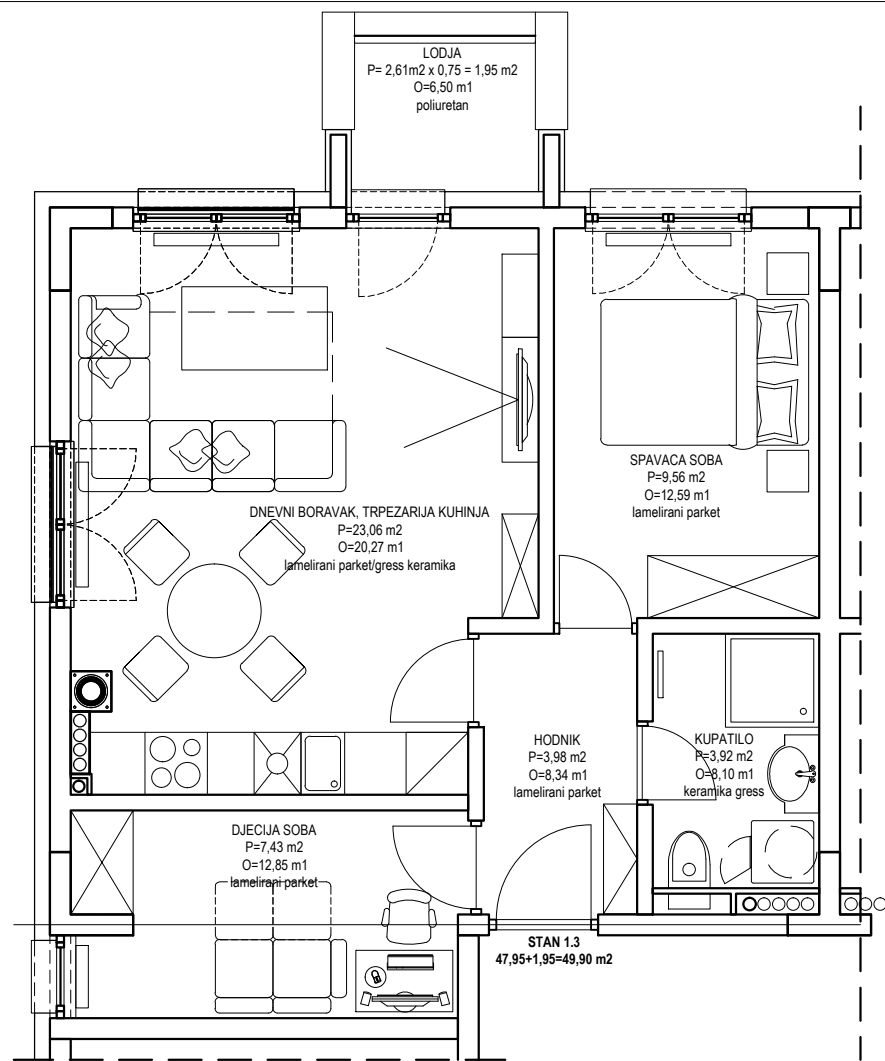 LODJA
P= 2,61m2 x 0,75 = 1,95 m2
O=6,50 m1
poliuretan
SPAVACA SOBA
P=9,56 m2
O=12,59 m1
lamelirani parket
DNEVNI BORAVAK, TRPEZARIJA KUHINJA
P=23,06 m2
O=20,27 m1
lamelirani parket/gress keramika
HODNIK
P=3,98 m2
O=8,34 m1
lamelirani parket
KUPATILO
P=3,92 m2
O=8,10 m1
keramika gress
DJECIJA SOBA
P=7,43 m2
O=12,85 m1
lamelirani parket
STAN 1.3
47,95+1,95=49,90 m2